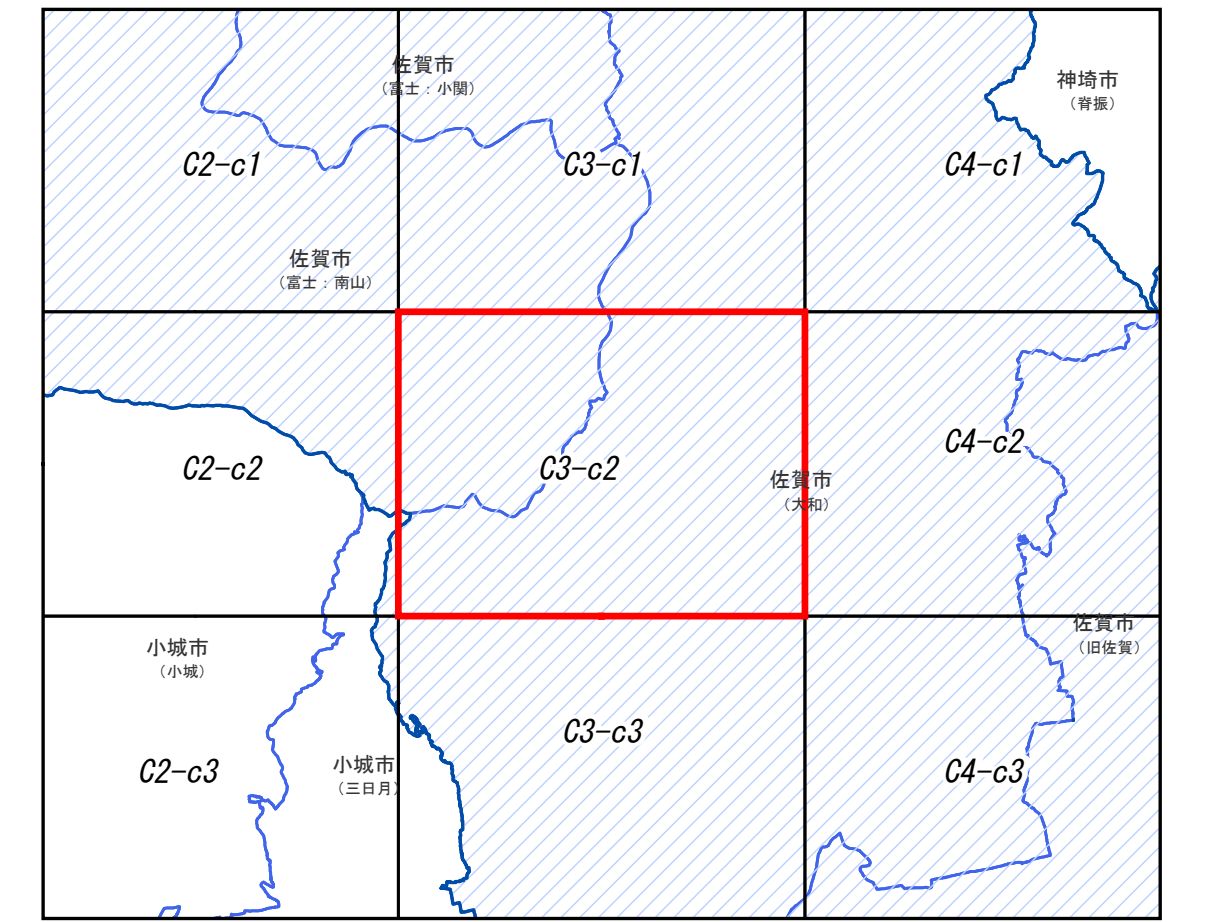 佐賀市
（富士：小関）
神埼市
（脊振）
C2-c1
C3-c1
C4-c1
佐賀市
（富士：南山）
C2-c2
C3-c2
C4-c2
佐賀市
（大和）
小城市
（小城）
佐賀市
（旧佐賀）
C3-c3
C2-c3
小城市
（三日月）
C4-c3